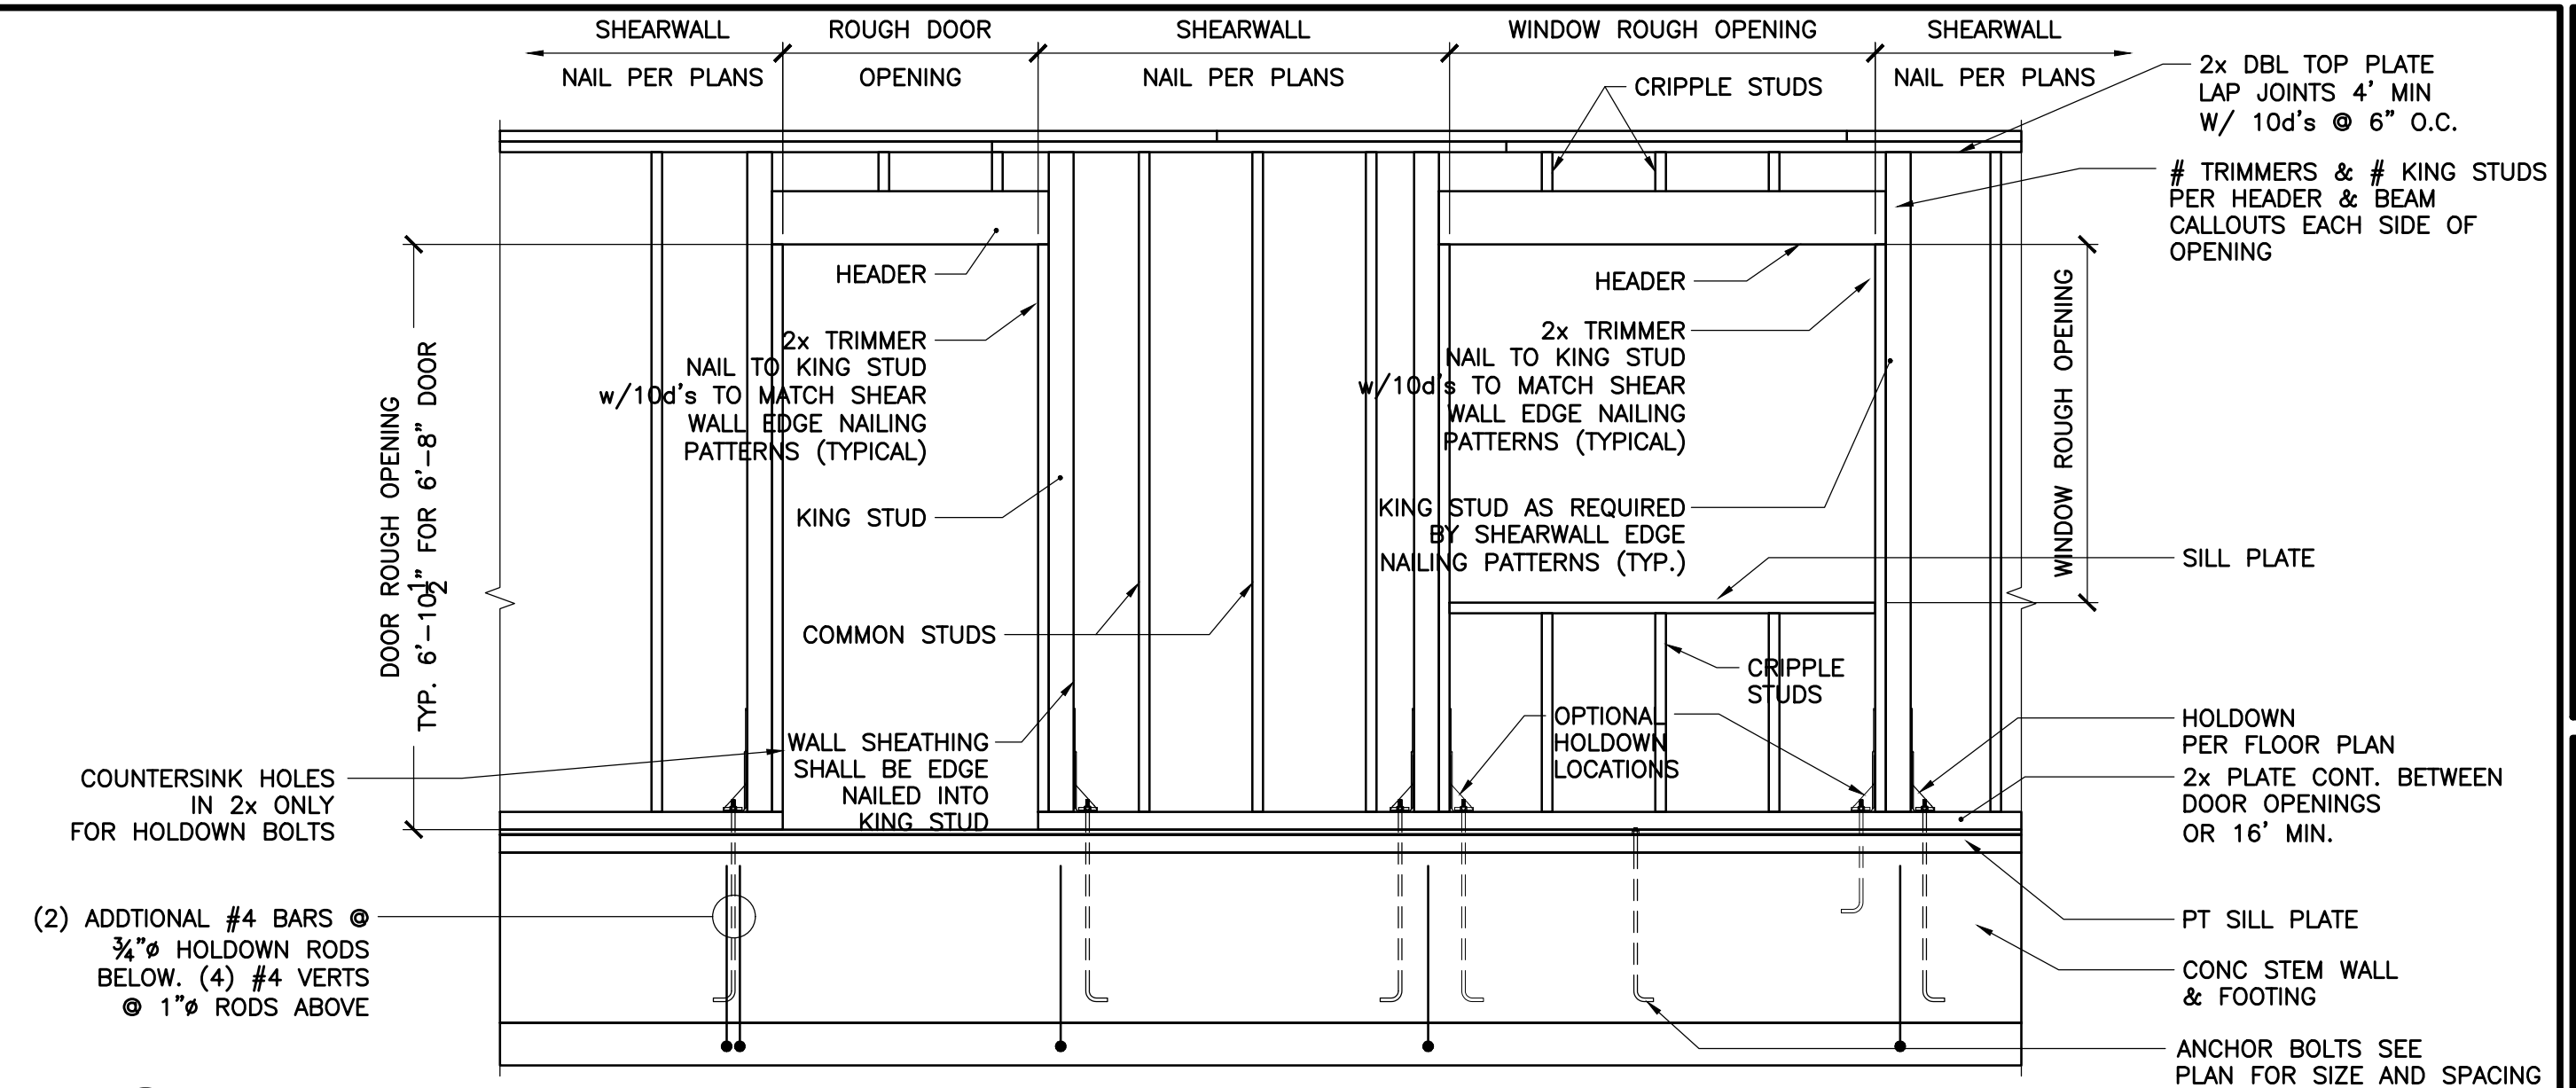 SHEARWALL
NAIL PER PLANS
ROUGH DOOR
OPENING
SHEARWALL
NAIL PER PLANS
WINDOW ROUGH OPENING
SHEARWALL
NAIL PER PLANS
CRIPPLE STUDS
2x DBL TOP PLATE
LAP JOINTS 4' MIN
W/ 10d's @ 6" O.C.
# TRIMMERS & # KING STUDS
PER HEADER & BEAM
CALLOUTS EACH SIDE OF
OPENING
HEADER
2x TRIMMER
NAIL TO KING STUD
w/10d's TO MATCH SHEAR
WALL EDGE NAILING
PATTERNS (TYPICAL)
KING STUD
COMMON STUDS
WALL SHEATHING
SHALL BE EDGE
NAILED INTO
KING STUD
HEADER
2x TRIMMER
NAIL TO KING STUD
w/10d's TO MATCH SHEAR
WALL EDGE NAILING
PATTERNS (TYPICAL)
KING STUD AS REQUIRED
BY SHEARWALL EDGE
NAILING PATTERNS (TYP.)
CRIPPLE
STUDS
OPTIONAL
HOLDOWN
LOCATIONS
DOOR ROUGH OPENING
TYP. 6'-10½" FOR 6'-8" DOOR
WINDOW ROUGH OPENING
COUNTERSINK HOLES
IN 2x ONLY
FOR HOLDOWN BOLTS
(2) ADDTIONAL #4 BARS @
¾"ø HOLDOWN RODS
BELOW. (4) #4 VERTS
@ 1"ø RODS ABOVE
SILL PLATE
HOLDOWN
PER FLOOR PLAN
2x PLATE CONT. BETWEEN
DOOR OPENINGS
OR 16' MIN.
PT SILL PLATE
CONC STEM WALL
& FOOTING
ANCHOR BOLTS SEE
PLAN FOR SIZE AND SPACING